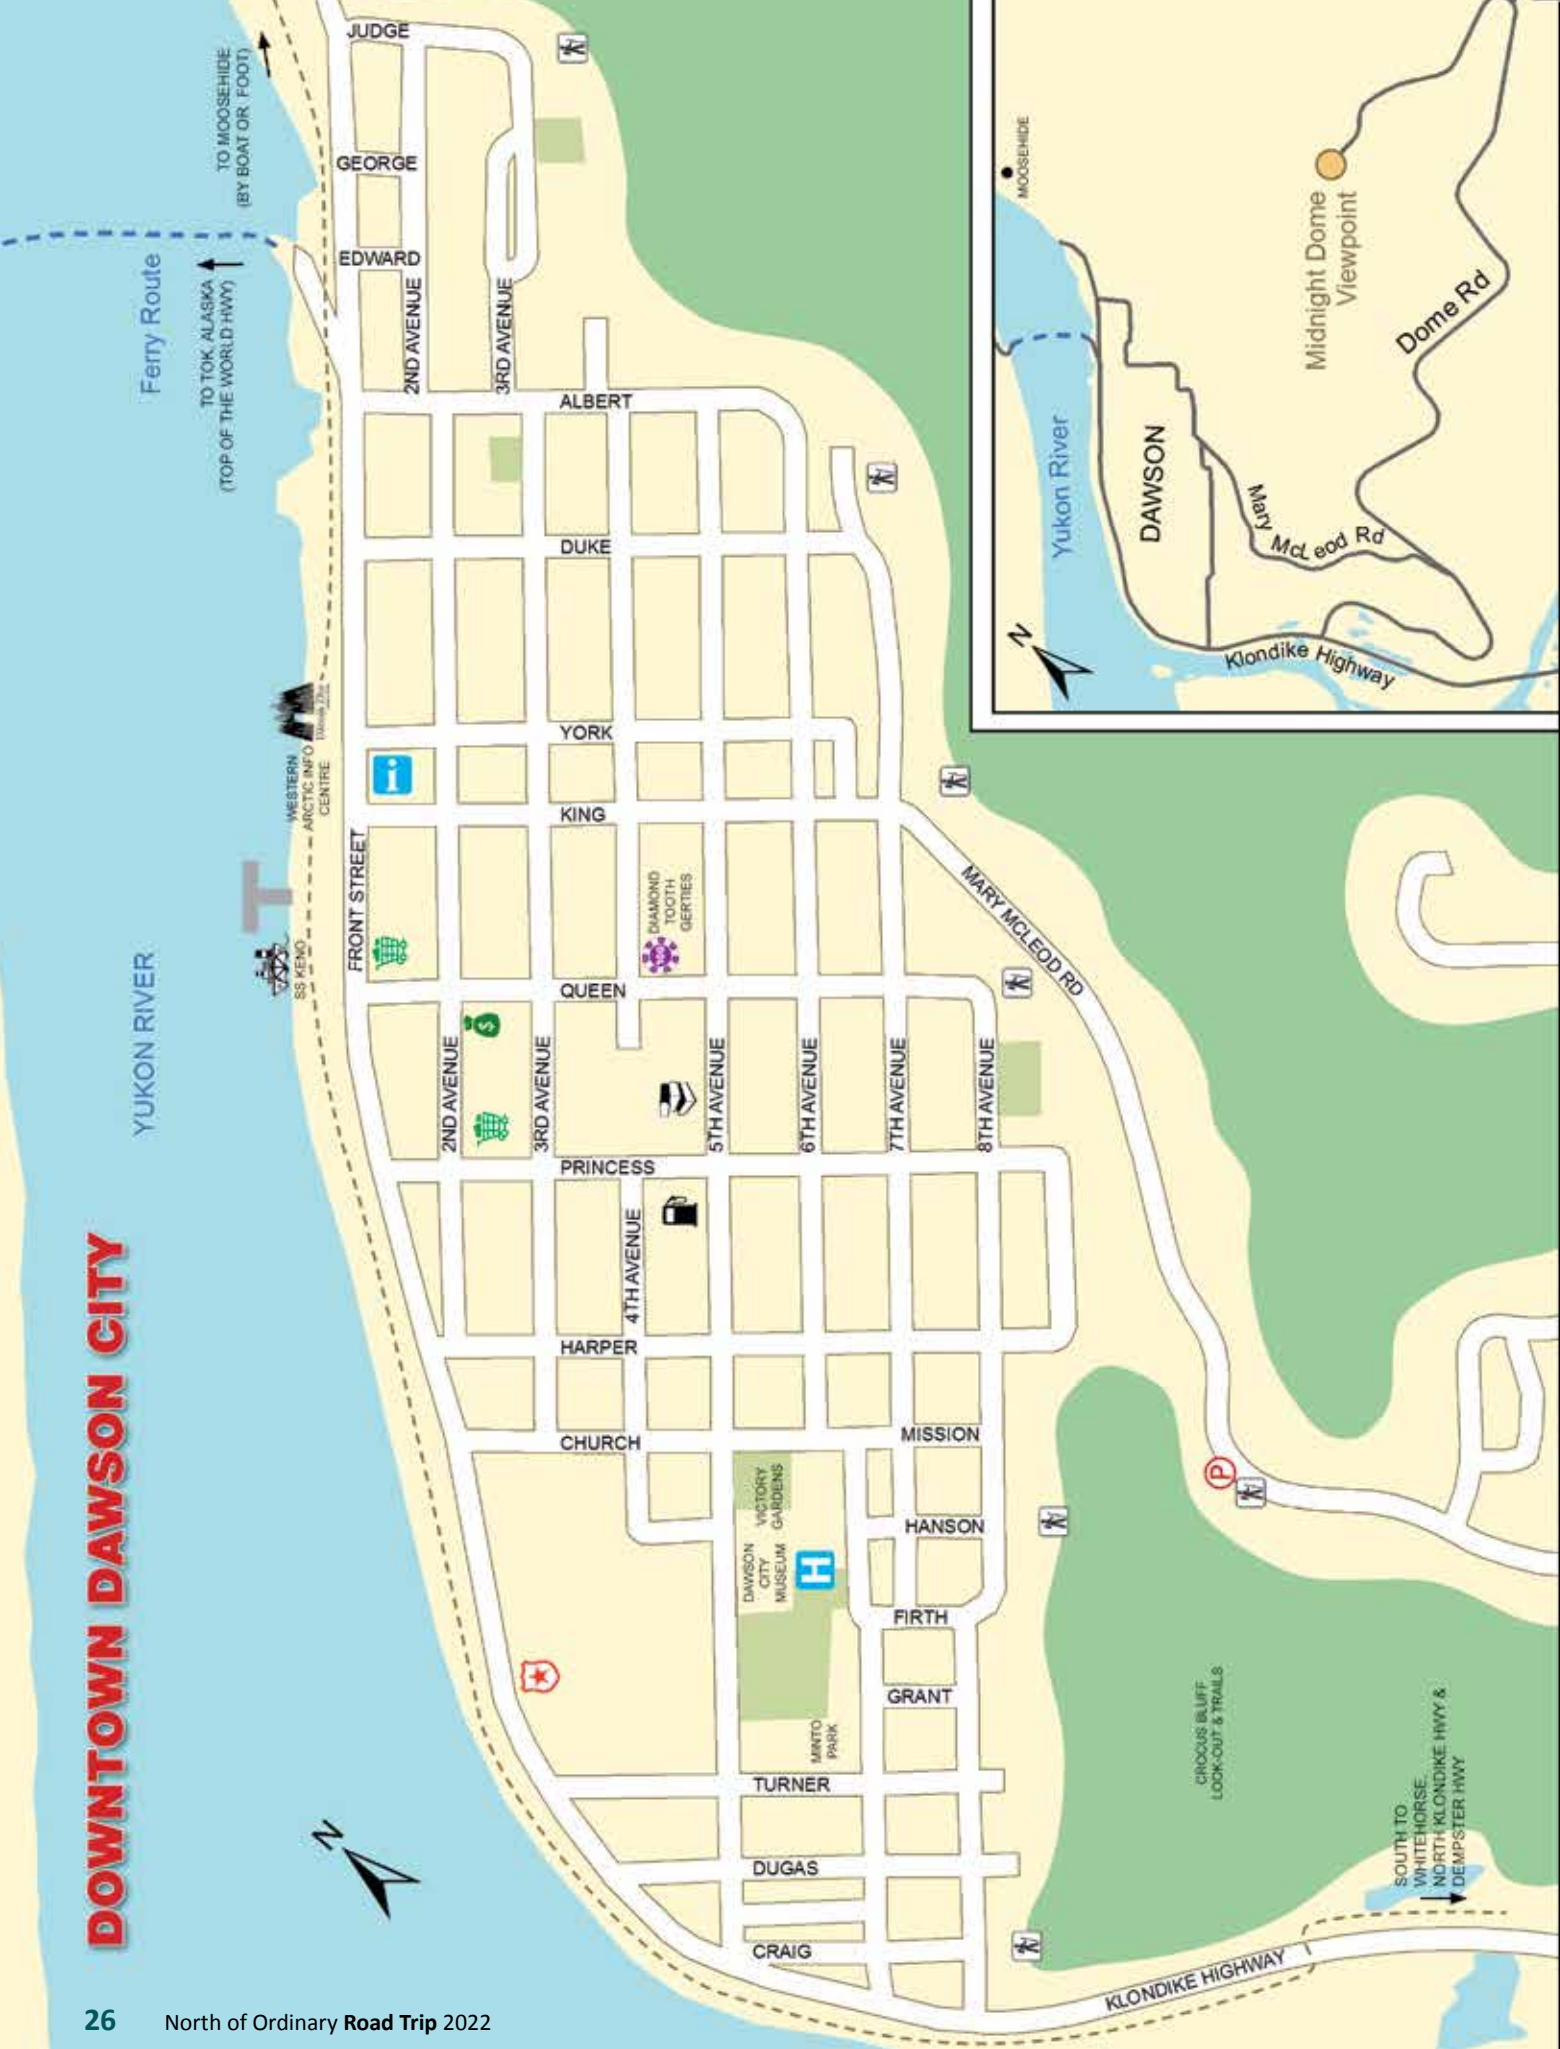 DOWNTOWN DAWSON CITY
YUKON RIVER
Ferry Route
TO TOK, ALASKA
(TOP OF THE WORLD HWY)
TO MOOSEHIDE
(BY BOAT OR FOOT)
N
SS KENO
WESTERN
ARCTIC INFO
CENTRE
i
FRONT STREET
2ND AVENUE
2ND AVENUE
3RD AVENUE
3RD AVENUE
4TH AVENUE
5TH AVENUE
6TH AVENUE
7TH AVENUE
8TH AVENUE
JUDGE
GEORGE
EDWARD
ALBERT
DUKE
YORK
KING
QUEEN
PRINCESS
HARPER
CHURCH
MISSION
HANSON
FIRTH
GRANT
TURNER
DUGAS
CRAIG
DIAMOND
TOOTH
GERTIES
$
VICTORY
GARDENS
DAWSON
CITY
MUSEUM
H
MINTO
PARK
P
MARY MCLEOD RD
KLONDIKE HIGHWAY
CROCUS BLUFF
LOOK-OUT & TRAILS
SOUTH TO
WHITEHORSE,
NORTH KLONDIKE HWY &
DEMPSTER HWY
N
MOOSEHIDE
Yukon River
DAWSON
Midnight Dome
Viewpoint
Dome Rd
Mary McLeod Rd
Klondike Highway
26 North of Ordinary Road Trip 2022